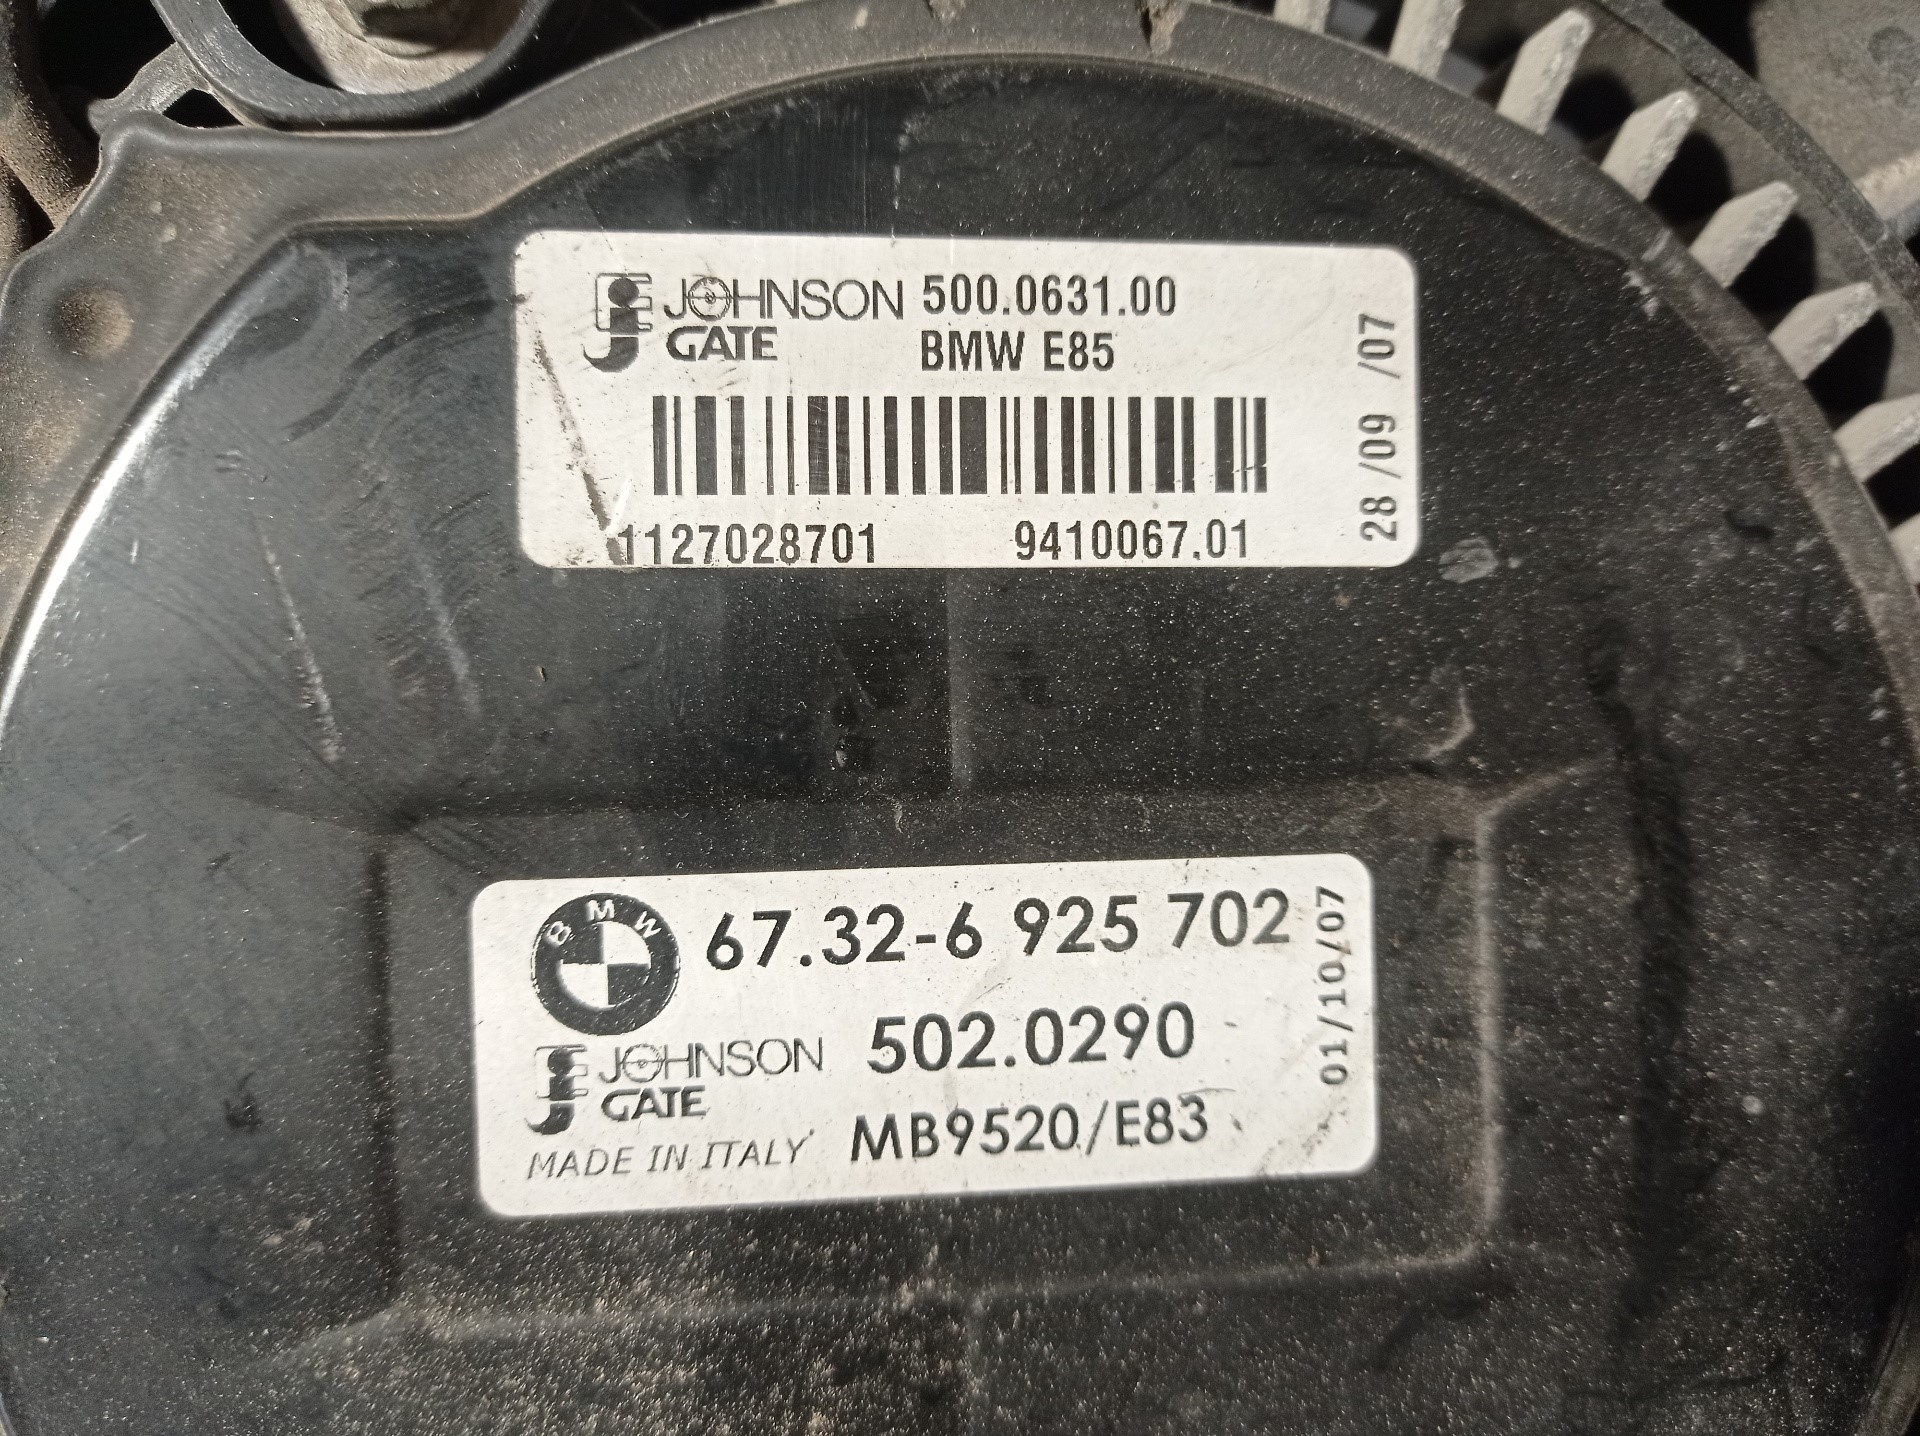 JOHNSON 500.0631.00
GATE BMW E85
1127028701 9410067.01
28/09 /07
BMW 67.32-6 925 702
JOHNSON 502.0290
GATE
MADE IN ITALY MB9520/E83
01/10/07